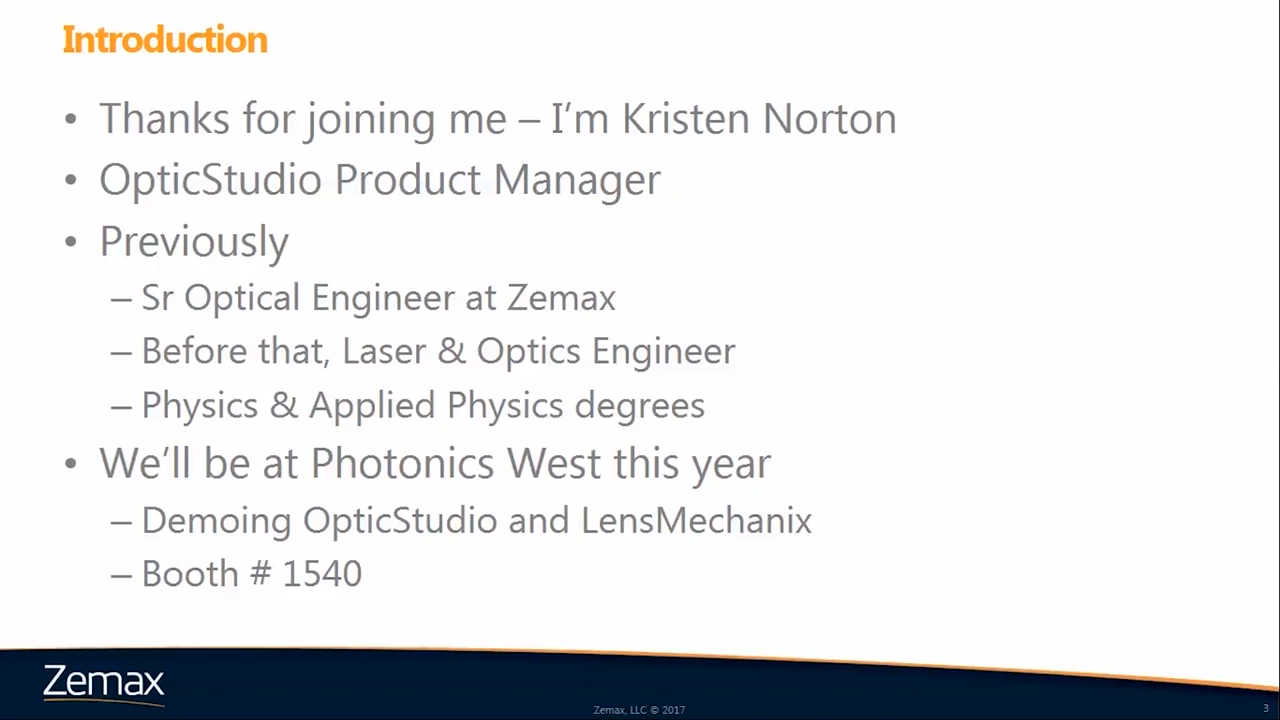 Introduction
• Thanks for joining me – I’m Kristen Norton
• OpticStudio Product Manager
• Previously
– Sr Optical Engineer at Zemax
– Before that, Laser & Optics Engineer
– Physics & Applied Physics degrees
• We’ll be at Photonics West this year
– Demoing OpticStudio and LensMechanix
– Booth # 1540
Zemax
Zemax, LLC © 2017
3